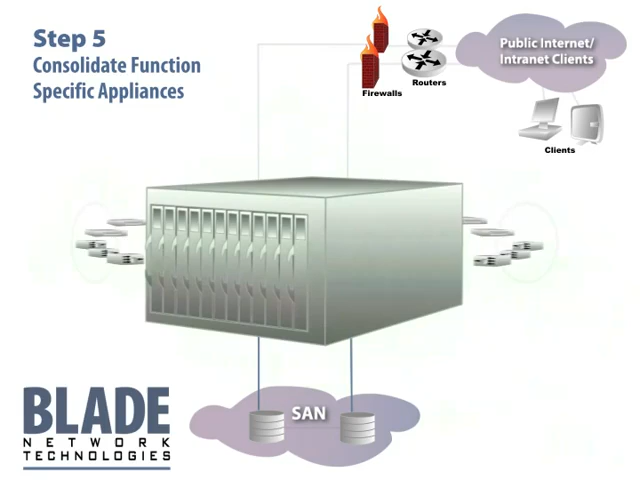 Step 5
Consolidate Function
Specific Appliances
Public Internet/
Intranet Clients
Routers
Firewalls
Clients
SAN
BLADE
NETWORK
TECHNOLOGIES